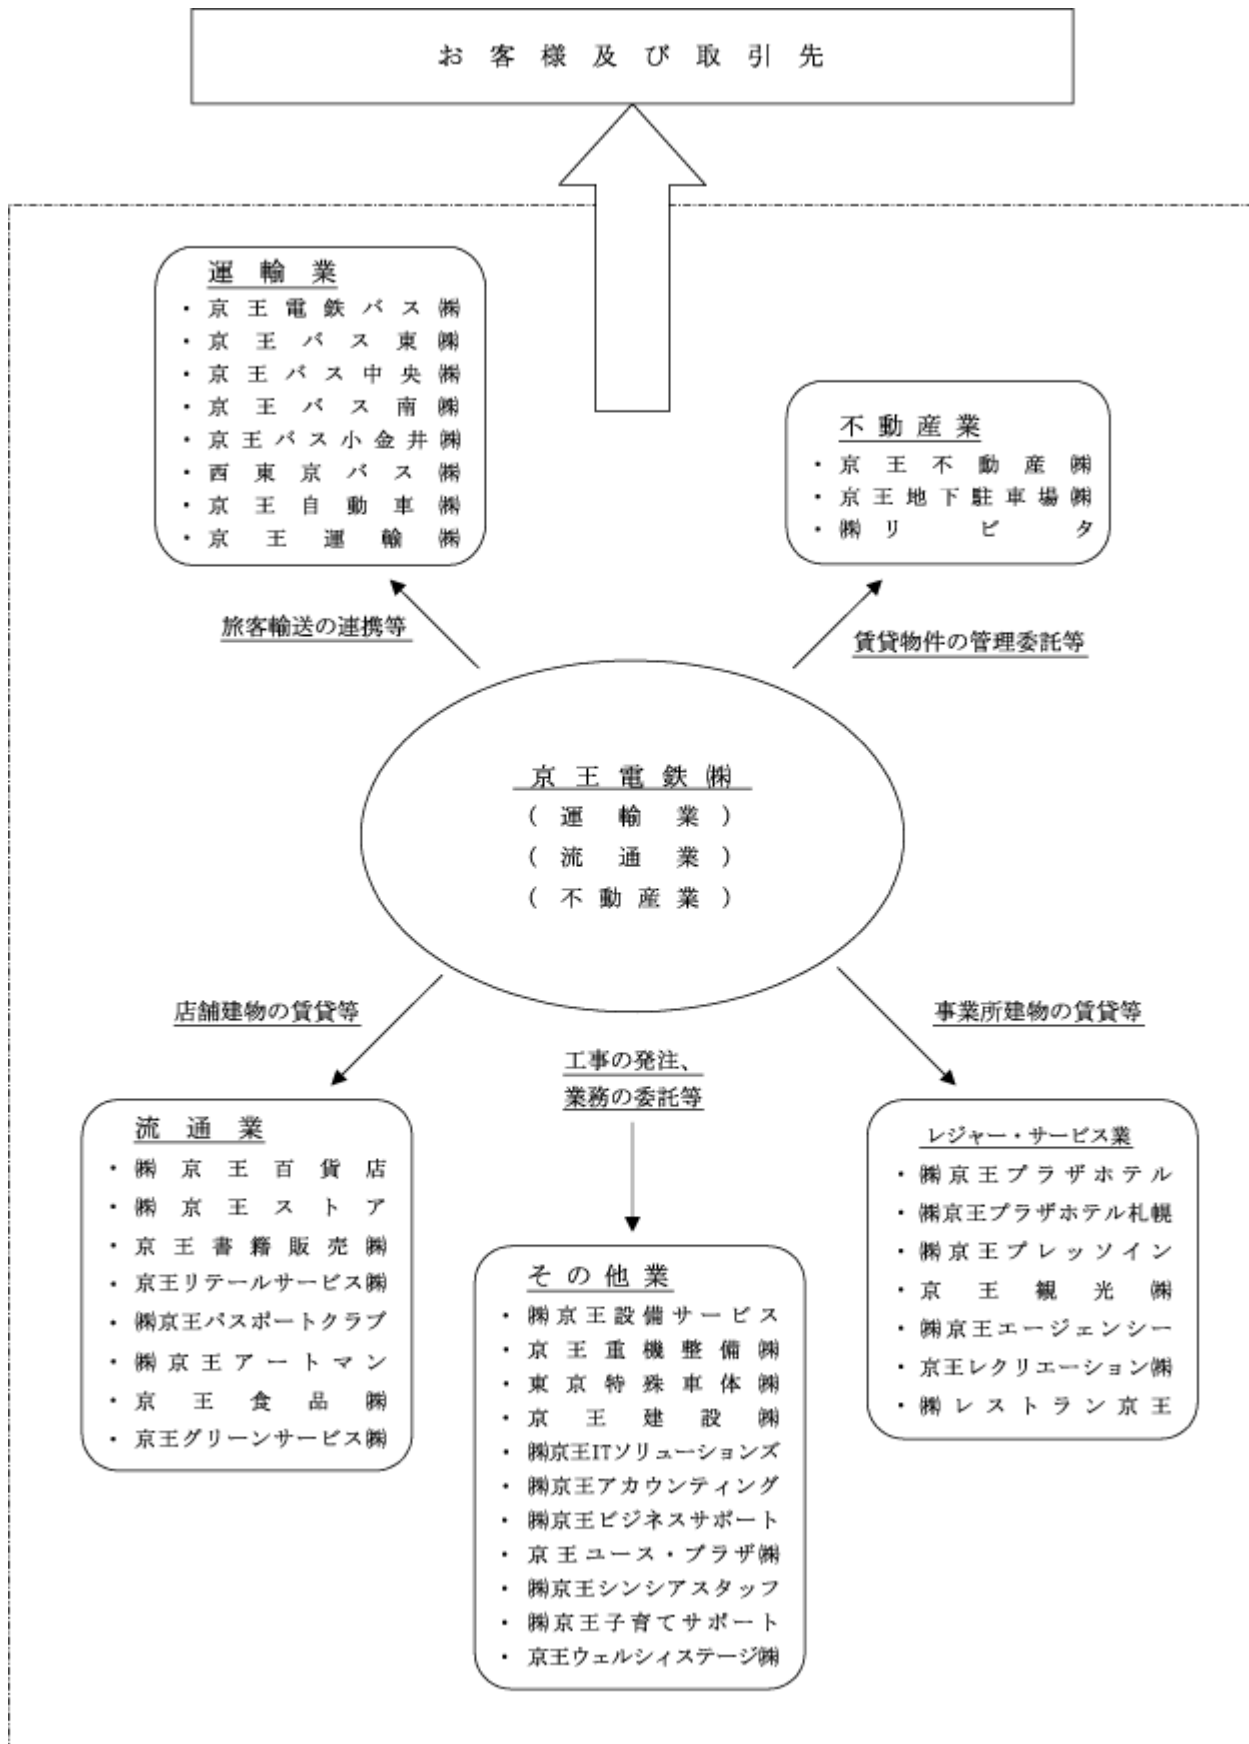 お客様及び取引先
運輸業
・京王電鉄バス㈱
・京王バス東㈱
・京王バス中央㈱
・京王バス南㈱
・京王バス小金井㈱
・西東京バス㈱
・京王自動車㈱
・京王運輸㈱
不動産業
・京王不動産㈱
・京王地下駐車場㈱
・㈱リビタ
旅客輸送の連携等
賃貸物件の管理委託等
京王電鉄㈱
(運輸業)
(流通業)
(不動産業)
店舗建物の賃貸等
工事の発注、
業務の委託等
事業所建物の賃貸等
流通業
・㈱京王百貨店
・㈱京王ストア
・京王書籍販売㈱
・京王リテールサービス㈱
・㈱京王パスポートクラブ
・㈱京王アートマン
・京王食品㈱
・京王グリーンサービス㈱
その他業
・㈱京王設備サービス
・京王重機整備㈱
・東京特殊車体㈱
・京王建設㈱
・㈱京王ITソリューションズ
・㈱京王アカウンティング
・㈱京王ビジネスサポート
・京王ユース・プラザ㈱
・㈱京王シンシアスタッフ
・㈱京王子育てサポート
・京王ウェルシィステージ㈱
レジャー・サービス業
・㈱京王プラザホテル
・㈱京王プラザホテル札幌
・㈱京王プレッソイン
・京王観光㈱
・㈱京王エージェンシー
・京王レクリエーション㈱
・㈱レストラン京王